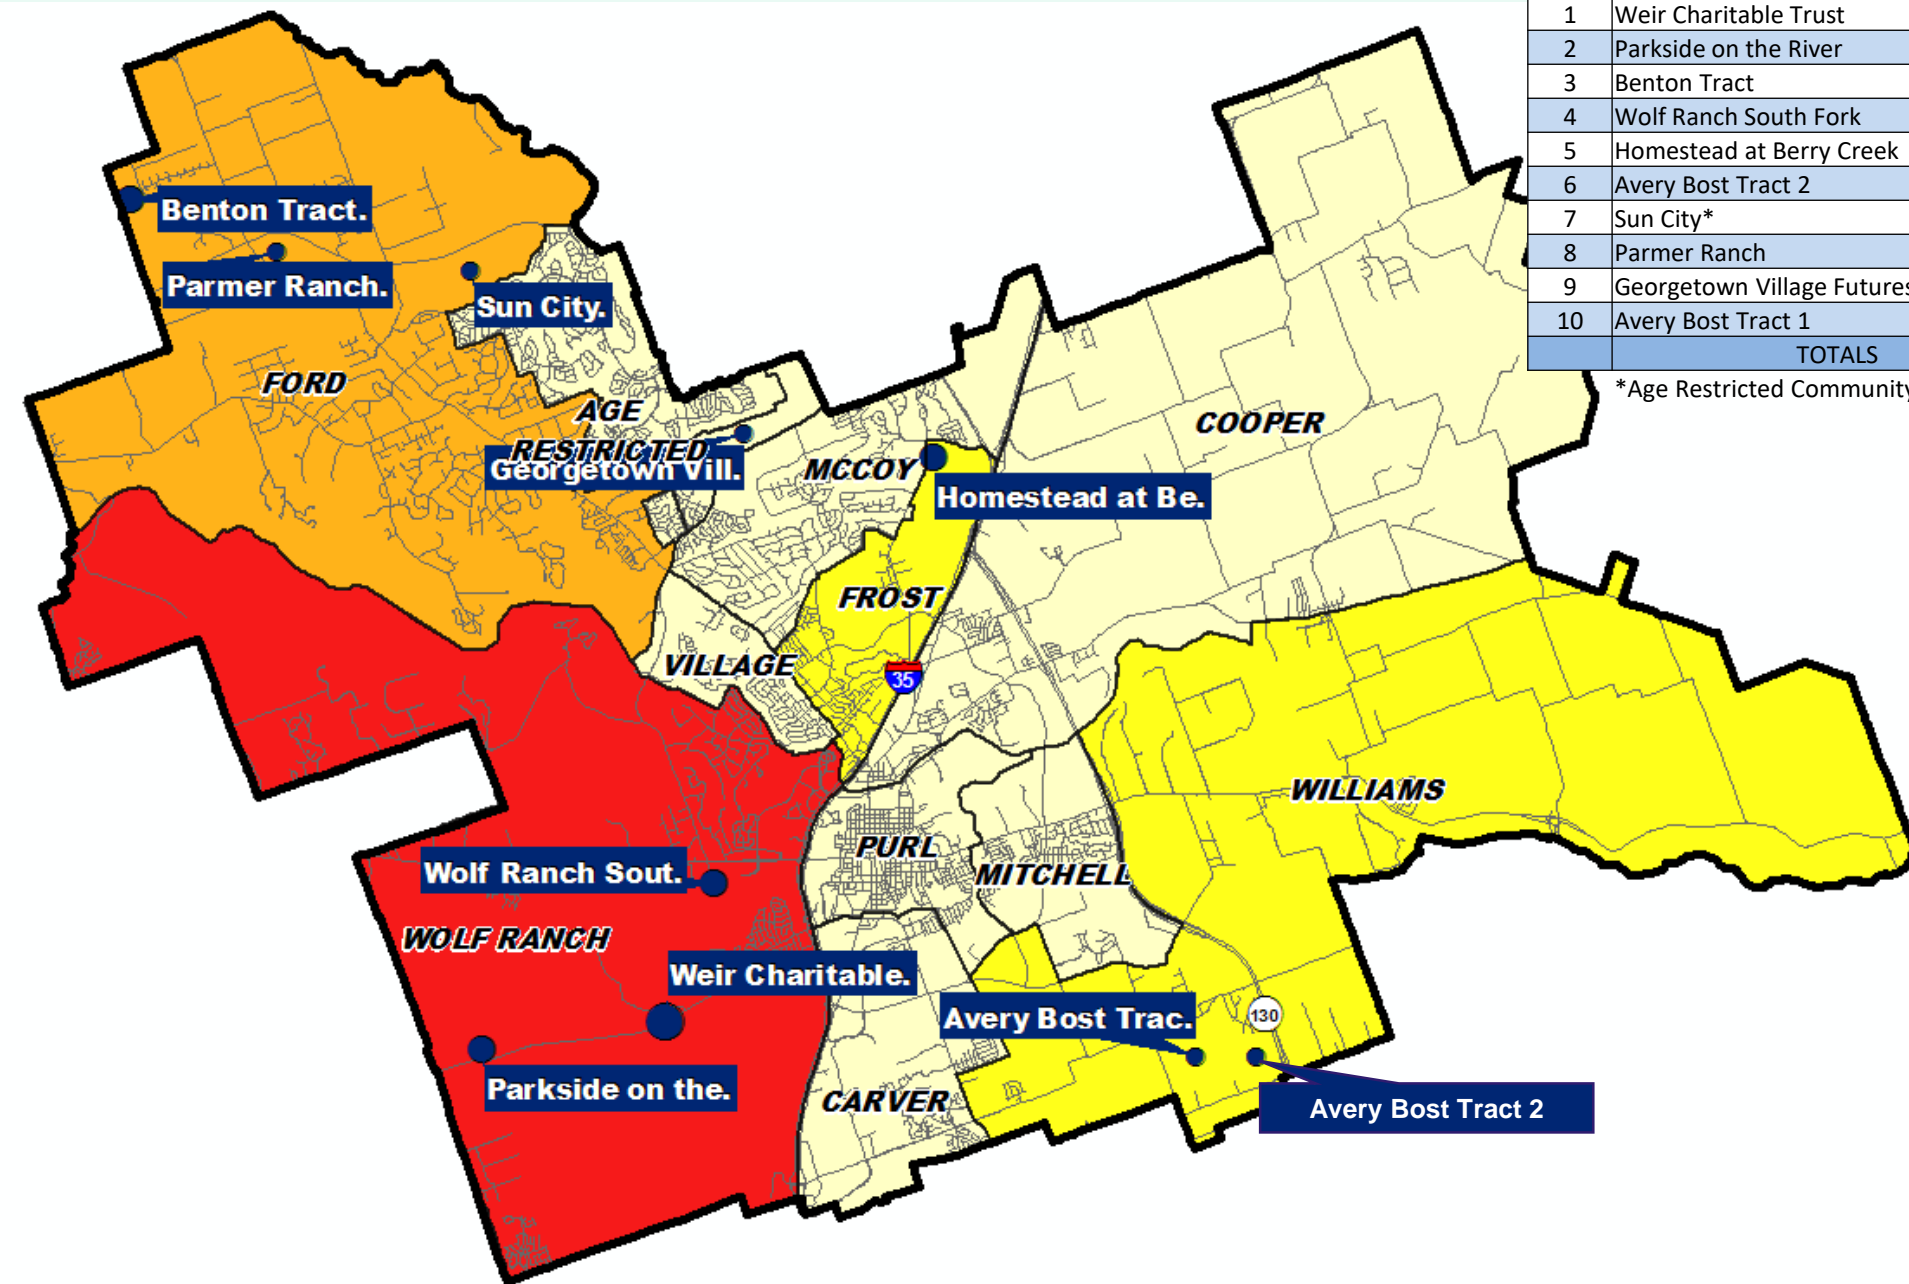 1 Weir Charitable Trust
2 Parkside on the River
3 Benton Tract
4 Wolf Ranch South Fork
5 Homestead at Berry Creek
6 Avery Bost Tract 2
7 Sun City*
8 Parmer Ranch
9 Georgetown Village Futures
10 Avery Bost Tract 1
TOTALS
*Age Restricted Community
Benton Tract.
Parmer Ranch.
Sun City.
FORD
AGE
RESTRICTED
Georgetown Vill.
MCCOY
COOPER
Homestead at Be.
FROST
VILLAGE
35
WILLIAMS
PURL
MITCHELL
Wolf Ranch Sout.
WOLF RANCH
Weir Charitable.
Avery Bost Trac.
130
Parkside on the.
CARVER
Avery Bost Tract 2